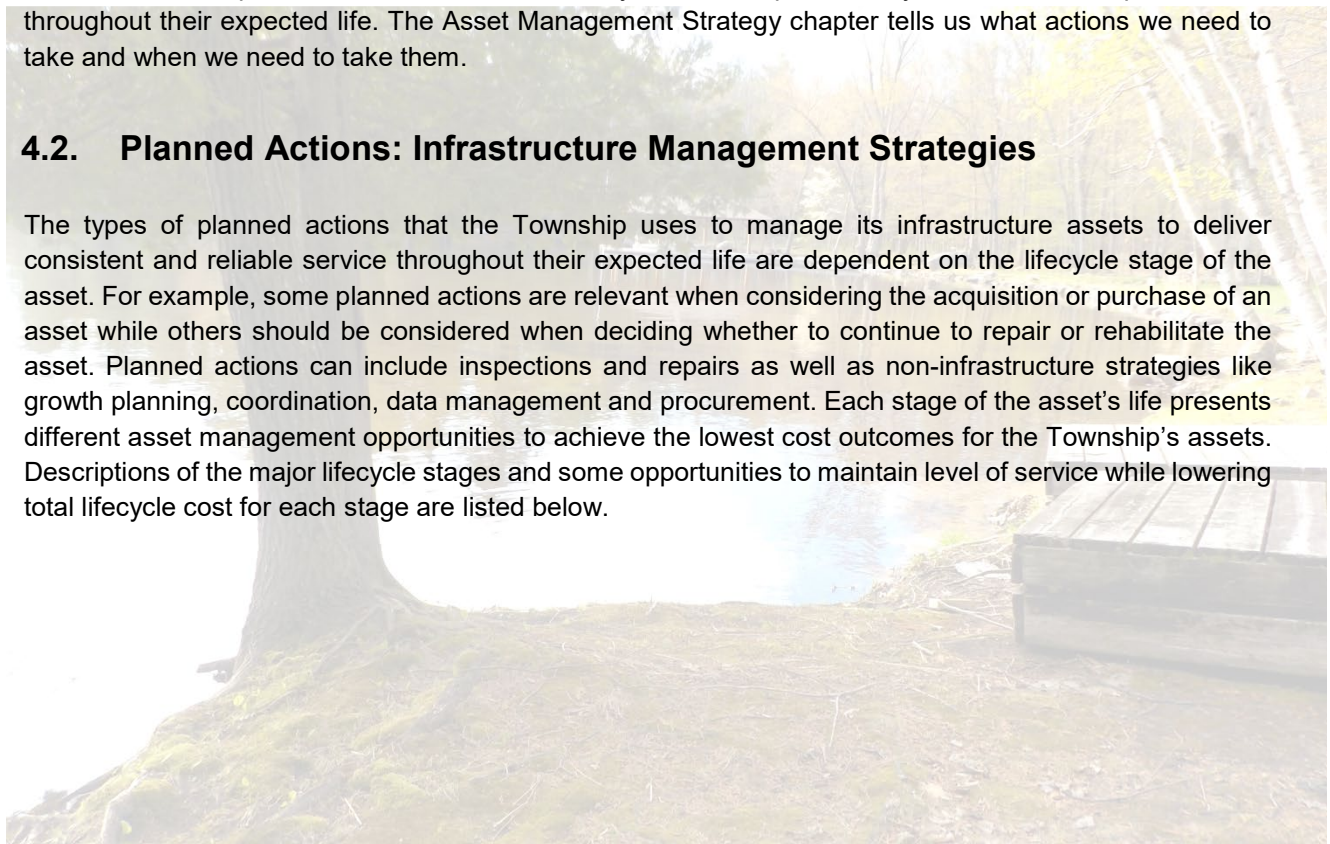 throughout their expected life. The Asset Management Strategy chapter tells us what actions we need to
take and when we need to take them.
4.2. Planned Actions: Infrastructure Management Strategies
The types of planned actions that the Township uses to manage its infrastructure assets to deliver
consistent and reliable service throughout their expected life are dependent on the lifecycle stage of the
asset. For example, some planned actions are relevant when considering the acquisition or purchase of an
asset while others should be considered when deciding whether to continue to repair or rehabilitate the
asset. Planned actions can include inspections and repairs as well as non-infrastructure strategies like
growth planning, coordination, data management and procurement. Each stage of the asset’s life presents
different asset management opportunities to achieve the lowest cost outcomes for the Township’s assets.
Descriptions of the major lifecycle stages and some opportunities to maintain level of service while lowering
total lifecycle cost for each stage are listed below.